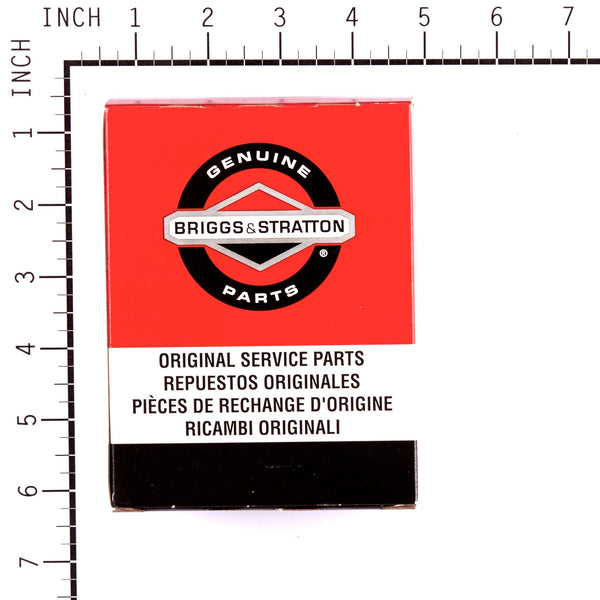 INCH 1 2 3 4 5 6 7
INCH
1
2
3
4
5
6
7
GENUINE
BRIGGS&STRATTON
®
PARTS
ORIGINAL SERVICE PARTS
REPUESTOS ORIGINALES
PIÈCES DE RECHANGE D'ORIGINE
RICAMBI ORIGINALI